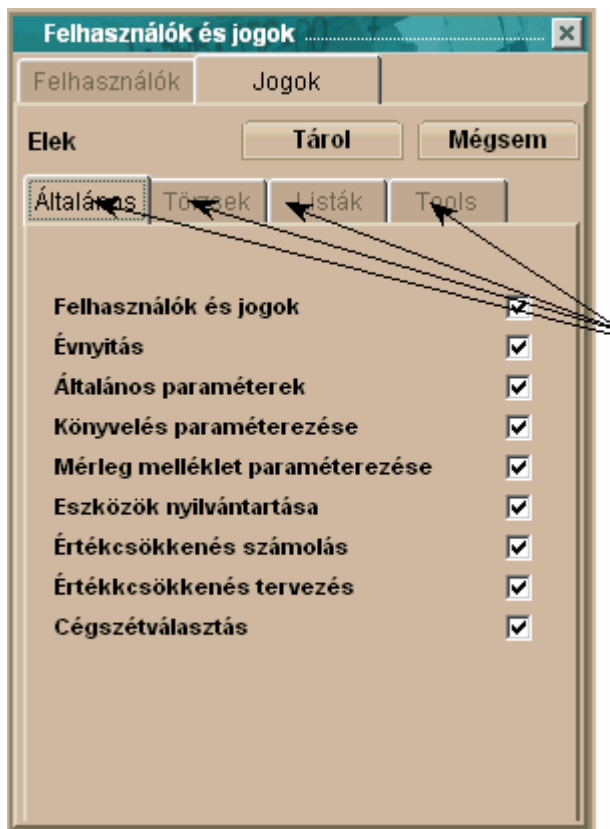 Felhasználók és jogok
Felhasználók Jogok
Elek Tárol Mégsem
Általános Törzsek Listák Tools
Felhasználók és jogok
Évnyitás
Általános paraméterek
Könyvelés paraméterezése
Mérleg melléklet paraméterezése
Eszközök nyilvántartása
Értékcsökkenés számolás
Értékkcsökkenés tervezés
Cégszétválasztás